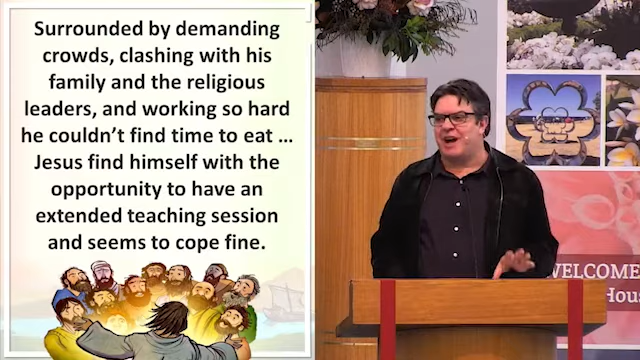 Surrounded by demanding
crowds, clashing with his
family and the religious
leaders, and working so hard
he couldn’t find time to eat ...
Jesus find himself with the
opportunity to have an
extended teaching session
and seems to cope fine.
WELCOME
Hous